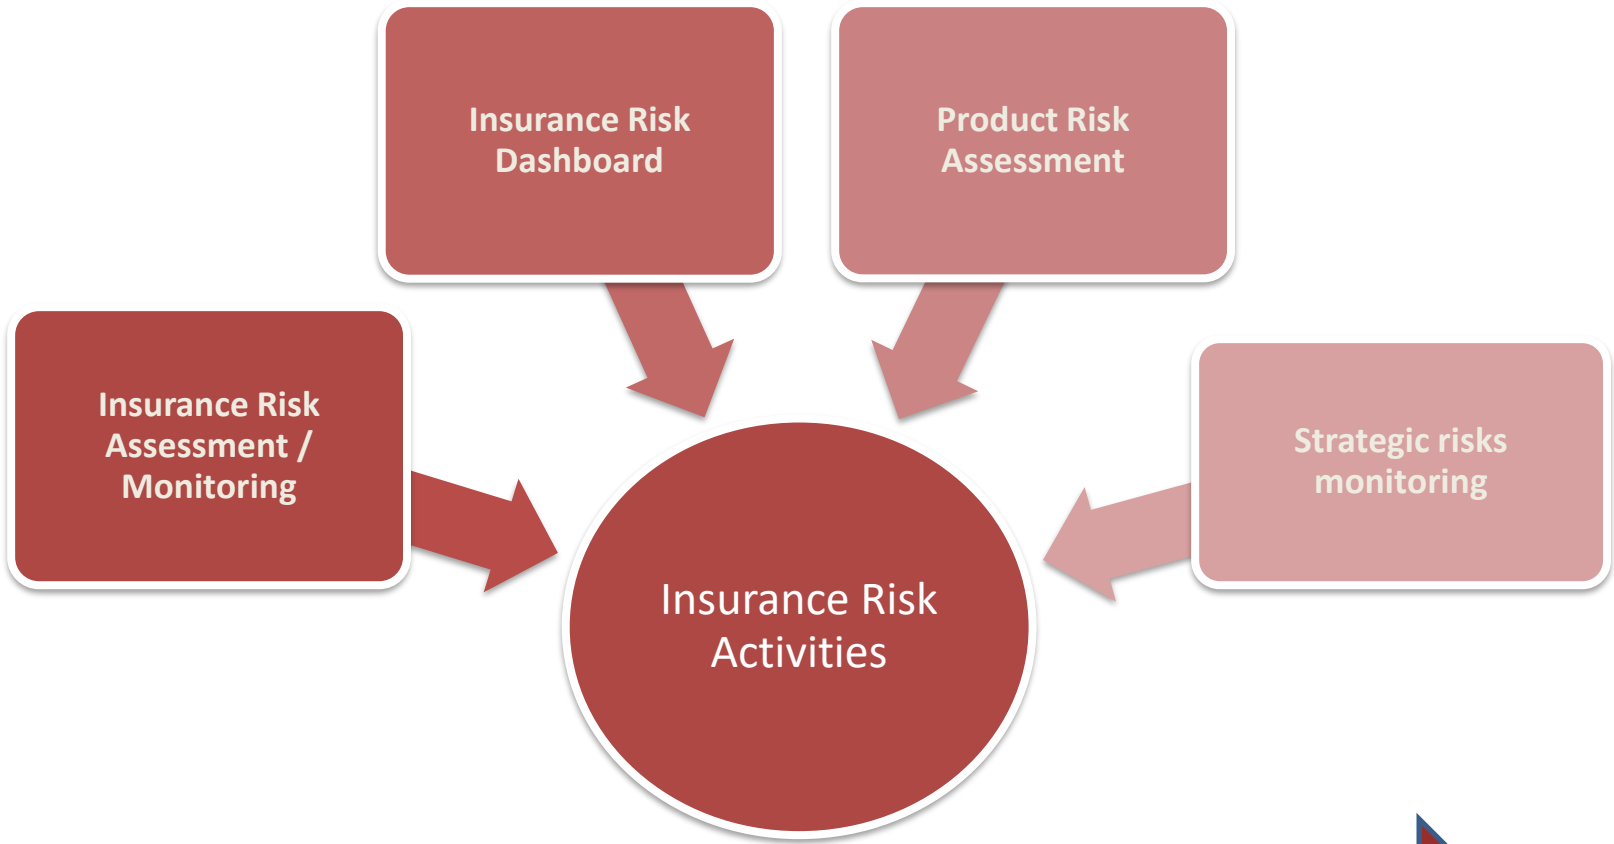 Insurance Risk
Dashboard
Product Risk
Assessment
Insurance Risk
Assessment /
Monitoring
Strategic risks
monitoring
Insurance Risk
Activities